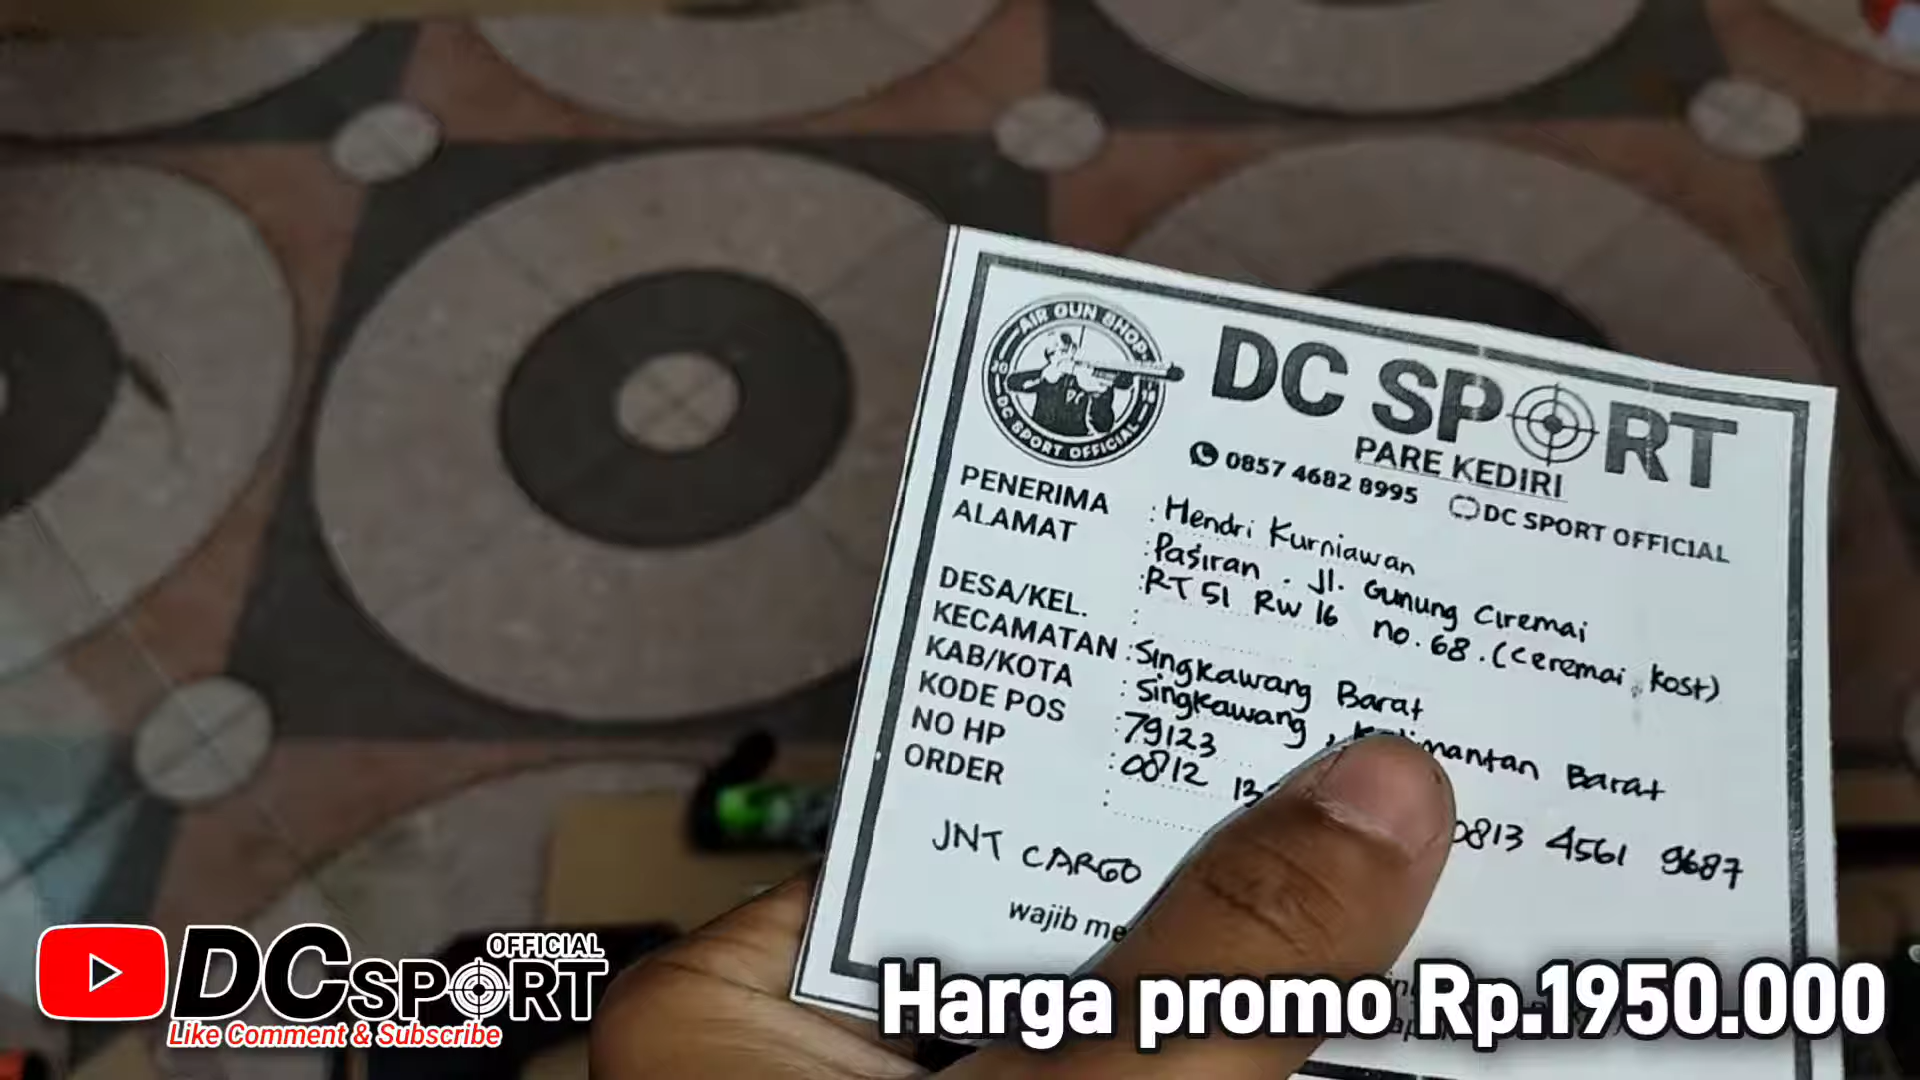 AIR GUN SHOP
DC SPORT OFFICIAL
DC SPORT
PARE KEDIRI
0857 4682 8995 DC SPORT OFFICIAL
PENERIMA : Hendri Kurniawan
ALAMAT : Pasiran . Jl. Gunung Ciremai
: RT 51 RW 16 no. 68. (Ceremai kost)
DESA/KEL. :
KECAMATAN : Singkawang Barat
KAB/KOTA : Singkawang, Kalimantan Barat
KODE POS : 79123
NO HP : 0812 13 0813 4561 9687
ORDER :
JNT CARGO
wajib me
OFFICIAL
DC SPORT
Like Comment & Subscribe
Harga promo Rp.1950.000